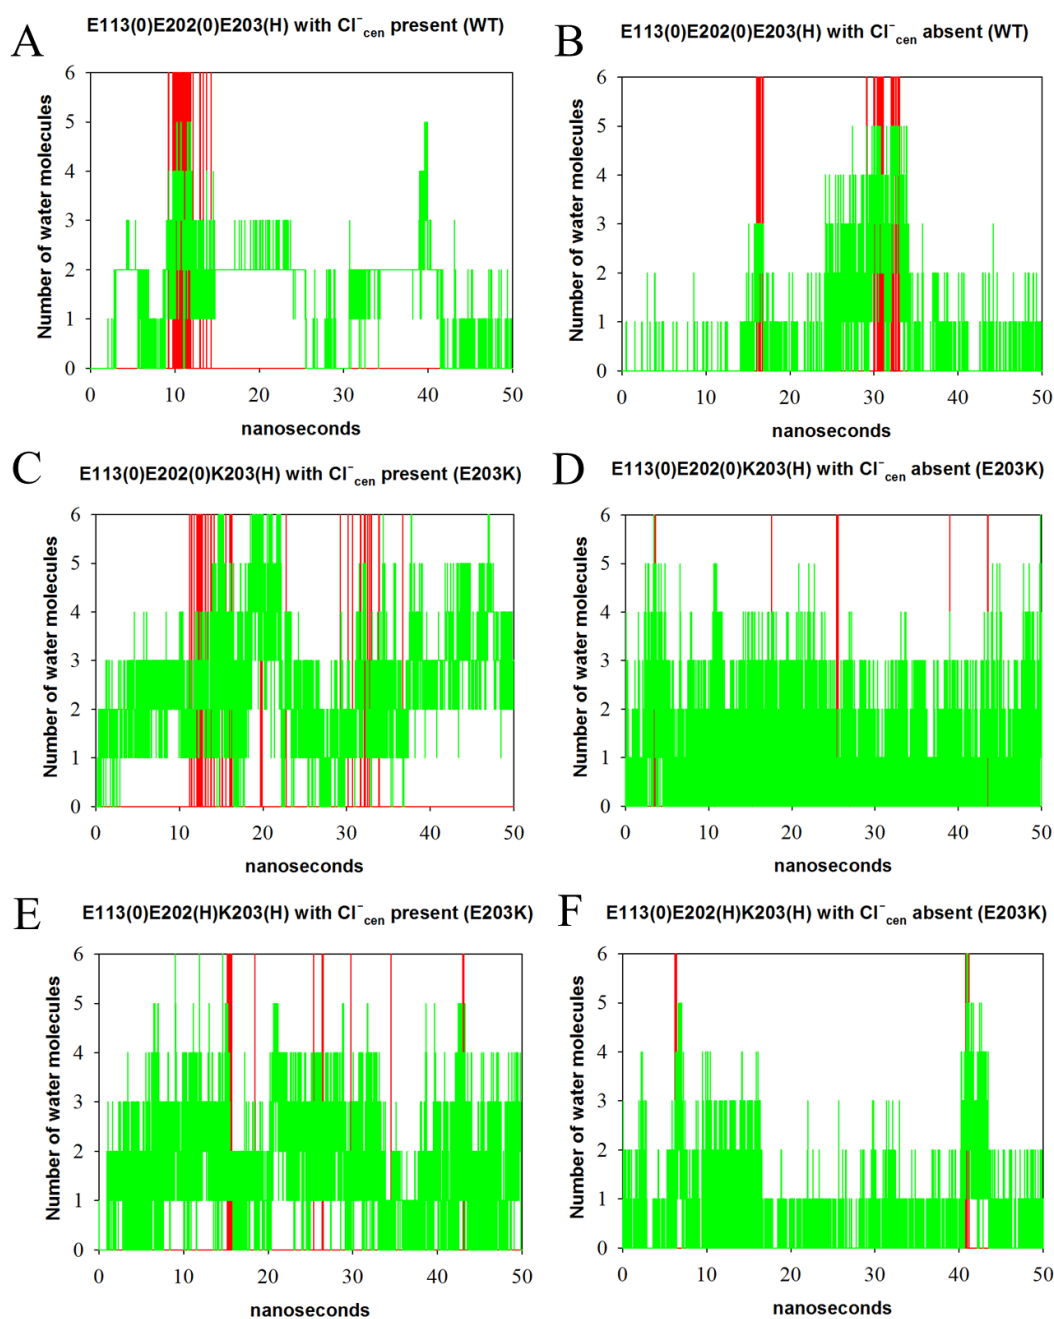 A
E113(0)E202(0)E203(H) with Cl⁻cen present (WT)
Number of water molecules
6
5
4
3
2
1
0
0 10 20 30 40 50
nanoseconds
B
E113(0)E202(0)E203(H) with Cl⁻cen absent (WT)
Number of water molecules
6
5
4
3
2
1
0
0 10 20 30 40 50
nanoseconds
C
E113(0)E202(0)K203(H) with Cl⁻cen present (E203K)
Number of water molecules
6
5
4
3
2
1
0
0 10 20 30 40 50
nanoseconds
D
E113(0)E202(0)K203(H) with Cl⁻cen absent (E203K)
Number of water molecules
6
5
4
3
2
1
0
0 10 20 30 40 50
nanoseconds
E
E113(0)E202(H)K203(H) with Cl⁻cen present (E203K)
Number of water molecules
6
5
4
3
2
1
0
0 10 20 30 40 50
nanoseconds
F
E113(0)E202(H)K203(H) with Cl⁻cen absent (E203K)
Number of water molecules
6
5
4
3
2
1
0
0 10 20 30 40 50
nanoseconds